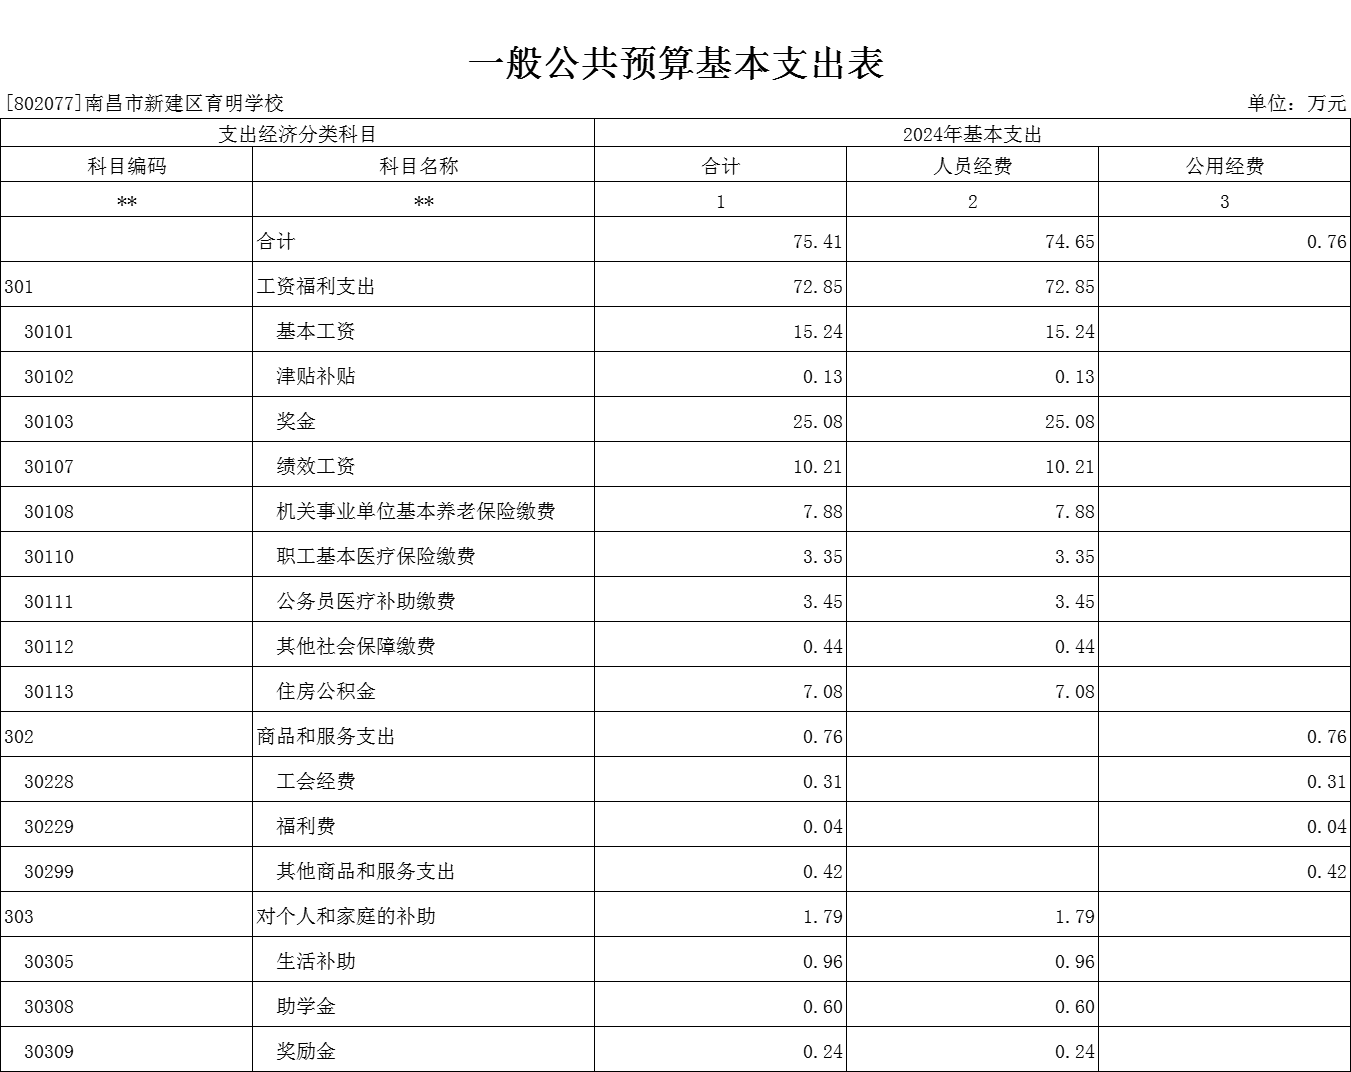 一般公共预算基本支出表
[802077]南昌市新建区育明学校 单位：万元
支出经济分类科目 2024年基本支出
科目编码 科目名称 合计 人员经费 公用经费
** ** 1 2 3
合计 75.41 74.65 0.76
301 工资福利支出 72.85 72.85
30101 基本工资 15.24 15.24
30102 津贴补贴 0.13 0.13
30103 奖金 25.08 25.08
30107 绩效工资 10.21 10.21
30108 机关事业单位基本养老保险缴费 7.88 7.88
30110 职工基本医疗保险缴费 3.35 3.35
30111 公务员医疗补助缴费 3.45 3.45
30112 其他社会保障缴费 0.44 0.44
30113 住房公积金 7.08 7.08
302 商品和服务支出 0.76 0.76
30228 工会经费 0.31 0.31
30229 福利费 0.04 0.04
30299 其他商品和服务支出 0.42 0.42
303 对个人和家庭的补助 1.79 1.79
30305 生活补助 0.96 0.96
30308 助学金 0.60 0.60
30309 奖励金 0.24 0.24